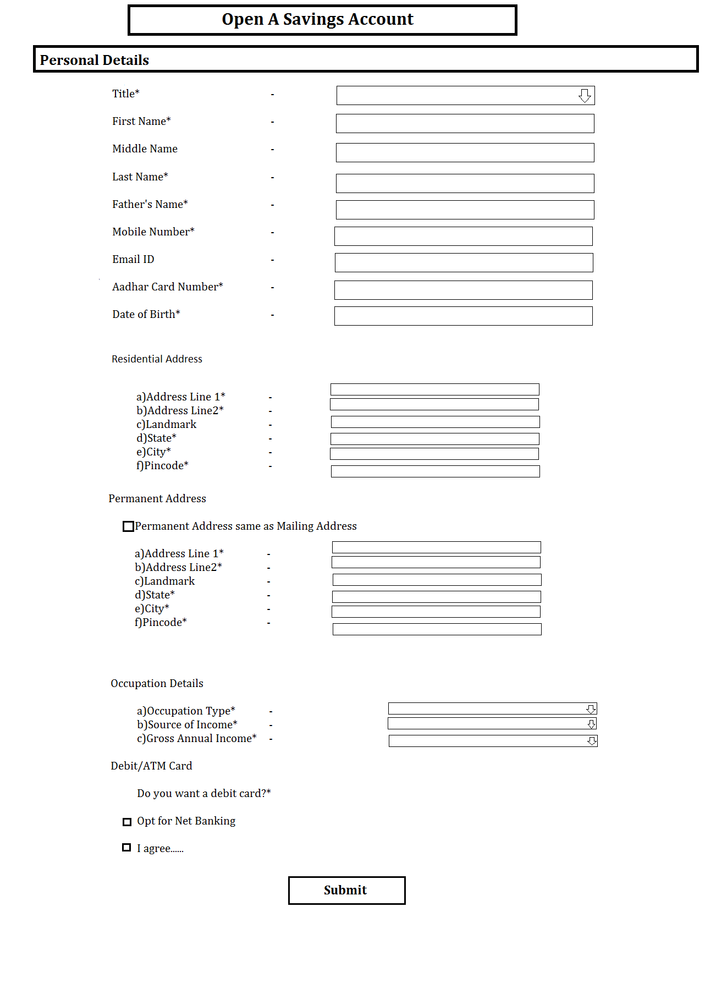 Open A Savings Account
Personal Details
Title* -
First Name* -
Middle Name -
Last Name* -
Father's Name* -
Mobile Number* -
Email ID -
Aadhar Card Number* -
Date of Birth* -
Residential Address
a)Address Line 1* -
b)Address Line2* -
c)Landmark -
d)State* -
e)City* -
f)Pincode* -
Permanent Address
Permanent Address same as Mailing Address
a)Address Line 1* -
b)Address Line2* -
c)Landmark -
d)State* -
e)City* -
f)Pincode* -
Occupation Details
a)Occupation Type* -
b)Source of Income* -
c)Gross Annual Income* -
Debit/ATM Card
Do you want a debit card?*
Opt for Net Banking
I agree......
Submit